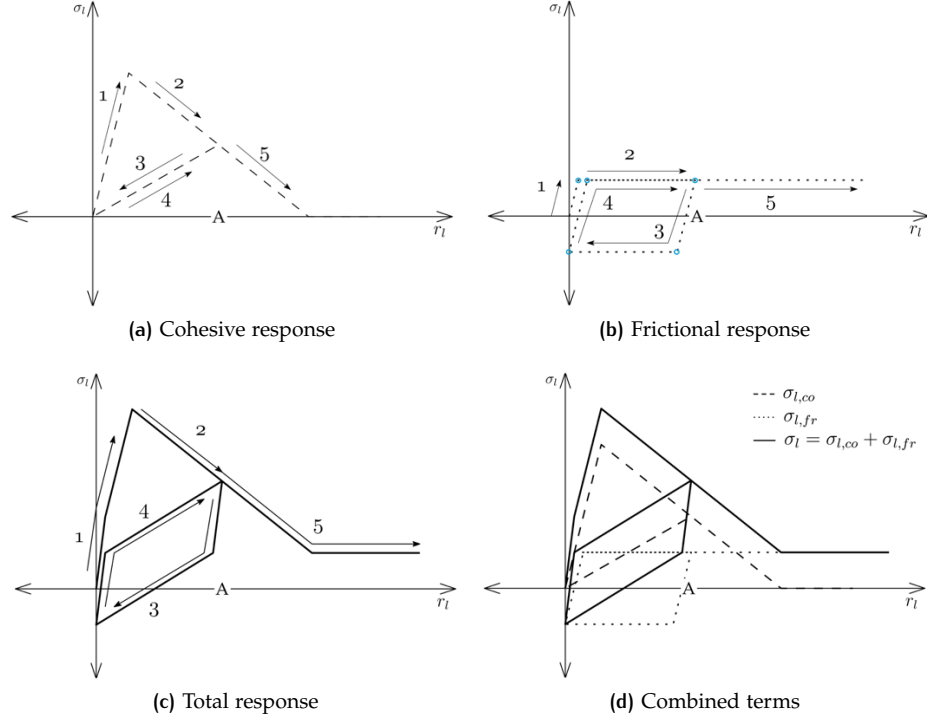 σ_l
1
2
3
4
5
A
r_l
(a) Cohesive response
σ_l
1
2
3
4
5
A
r_l
(b) Frictional response
σ_l
1
2
3
4
5
A
r_l
(c) Total response
σ_l
σ_{l,co}
σ_{l,fr}
σ_l = σ_{l,co} + σ_{l,fr}
A
r_l
(d) Combined terms